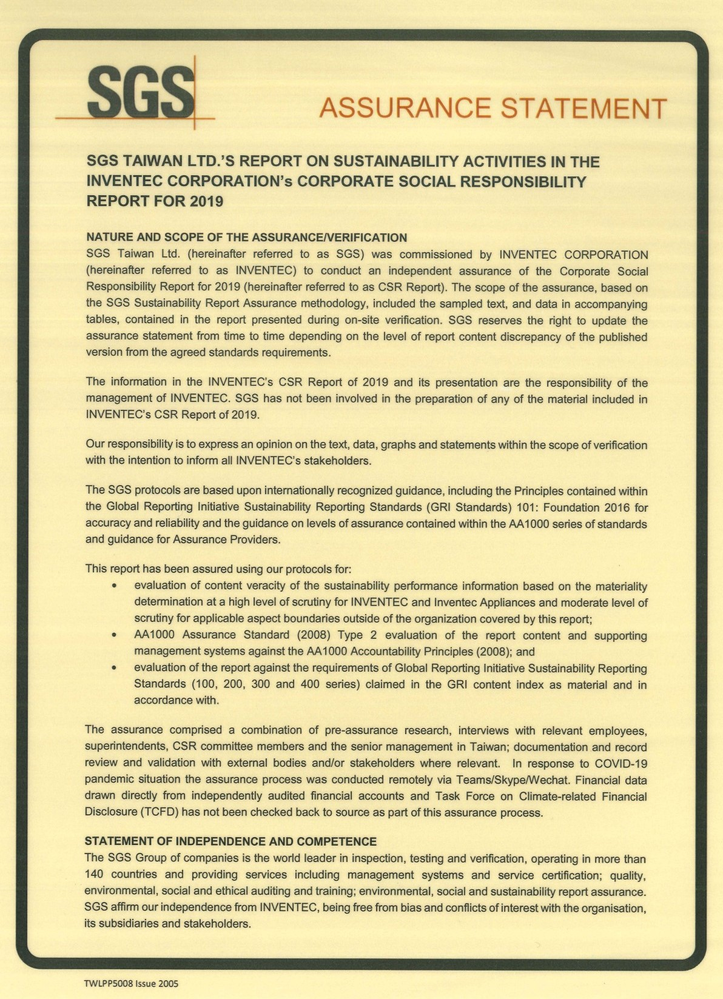 SGS
ASSURANCE STATEMENT
SGS TAIWAN LTD.'S REPORT ON SUSTAINABILITY ACTIVITIES IN THE
INVENTEC CORPORATION's CORPORATE SOCIAL RESPONSIBILITY
REPORT FOR 2019
NATURE AND SCOPE OF THE ASSURANCE/VERIFICATION
SGS Taiwan Ltd. (hereinafter referred to as SGS) was commissioned by INVENTEC CORPORATION
(hereinafter referred to as INVENTEC) to conduct an independent assurance of the Corporate Social
Responsibility Report for 2019 (hereinafter referred to as CSR Report). The scope of the assurance, based on
the SGS Sustainability Report Assurance methodology, included the sampled text, and data in accompanying
tables, contained in the report presented during on-site verification. SGS reserves the right to update the
assurance statement from time to time depending on the level of report content discrepancy of the published
version from the agreed standards requirements.
The information in the INVENTEC's CSR Report of 2019 and its presentation are the responsibility of the
management of INVENTEC. SGS has not been involved in the preparation of any of the material included in
INVENTEC's CSR Report of 2019.
Our responsibility is to express an opinion on the text, data, graphs and statements within the scope of verification
with the intention to inform all INVENTEC's stakeholders.
The SGS protocols are based upon internationally recognized guidance, including the Principles contained within
the Global Reporting Initiative Sustainability Reporting Standards (GRI Standards) 101: Foundation 2016 for
accuracy and reliability and the guidance on levels of assurance contained within the AA1000 series of standards
and guidance for Assurance Providers.
This report has been assured using our protocols for:
• evaluation of content veracity of the sustainability performance information based on the materiality
determination at a high level of scrutiny for INVENTEC and Inventec Appliances and moderate level of
scrutiny for applicable aspect boundaries outside of the organization covered by this report;
• AA1000 Assurance Standard (2008) Type 2 evaluation of the report content and supporting
management systems against the AA1000 Accountability Principles (2008); and
• evaluation of the report against the requirements of Global Reporting Initiative Sustainability Reporting
Standards (100, 200, 300 and 400 series) claimed in the GRI content index as material and in
accordance with.
The assurance comprised a combination of pre-assurance research, interviews with relevant employees,
superintendents, CSR committee members and the senior management in Taiwan; documentation and record
review and validation with external bodies and/or stakeholders where relevant. In response to COVID-19
pandemic situation the assurance process was conducted remotely via Teams/Skype/Wechat. Financial data
drawn directly from independently audited financial accounts and Task Force on Climate-related Financial
Disclosure (TCFD) has not been checked back to source as part of this assurance process.
STATEMENT OF INDEPENDENCE AND COMPETENCE
The SGS Group of companies is the world leader in inspection, testing and verification, operating in more than
140 countries and providing services including management systems and service certification; quality,
environmental, social and ethical auditing and training; environmental, social and sustainability report assurance.
SGS affirm our independence from INVENTEC, being free from bias and conflicts of interest with the organisation,
its subsidiaries and stakeholders.
TWLPP5008 Issue 2005